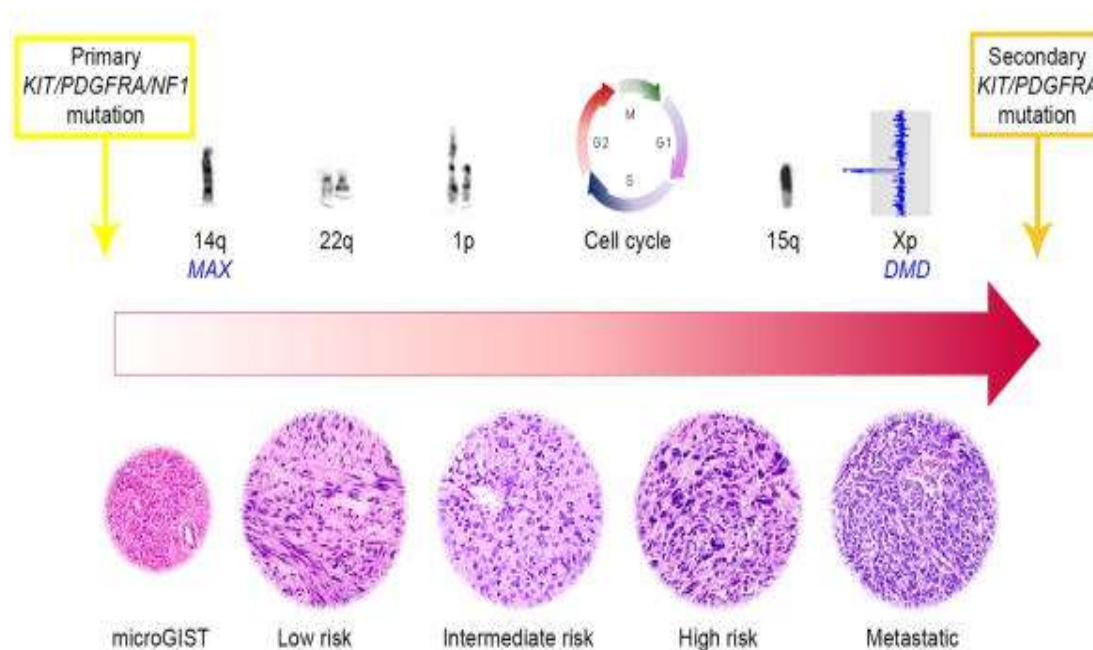 Primary
KIT/PDGFRA/NF1
mutation
Secondary
KIT/PDGFRA
mutation
M
G2 G1
S
14q 22q 1p Cell cycle 15q Xp
MAX DMD
microGIST Low risk Intermediate risk High risk Metastatic